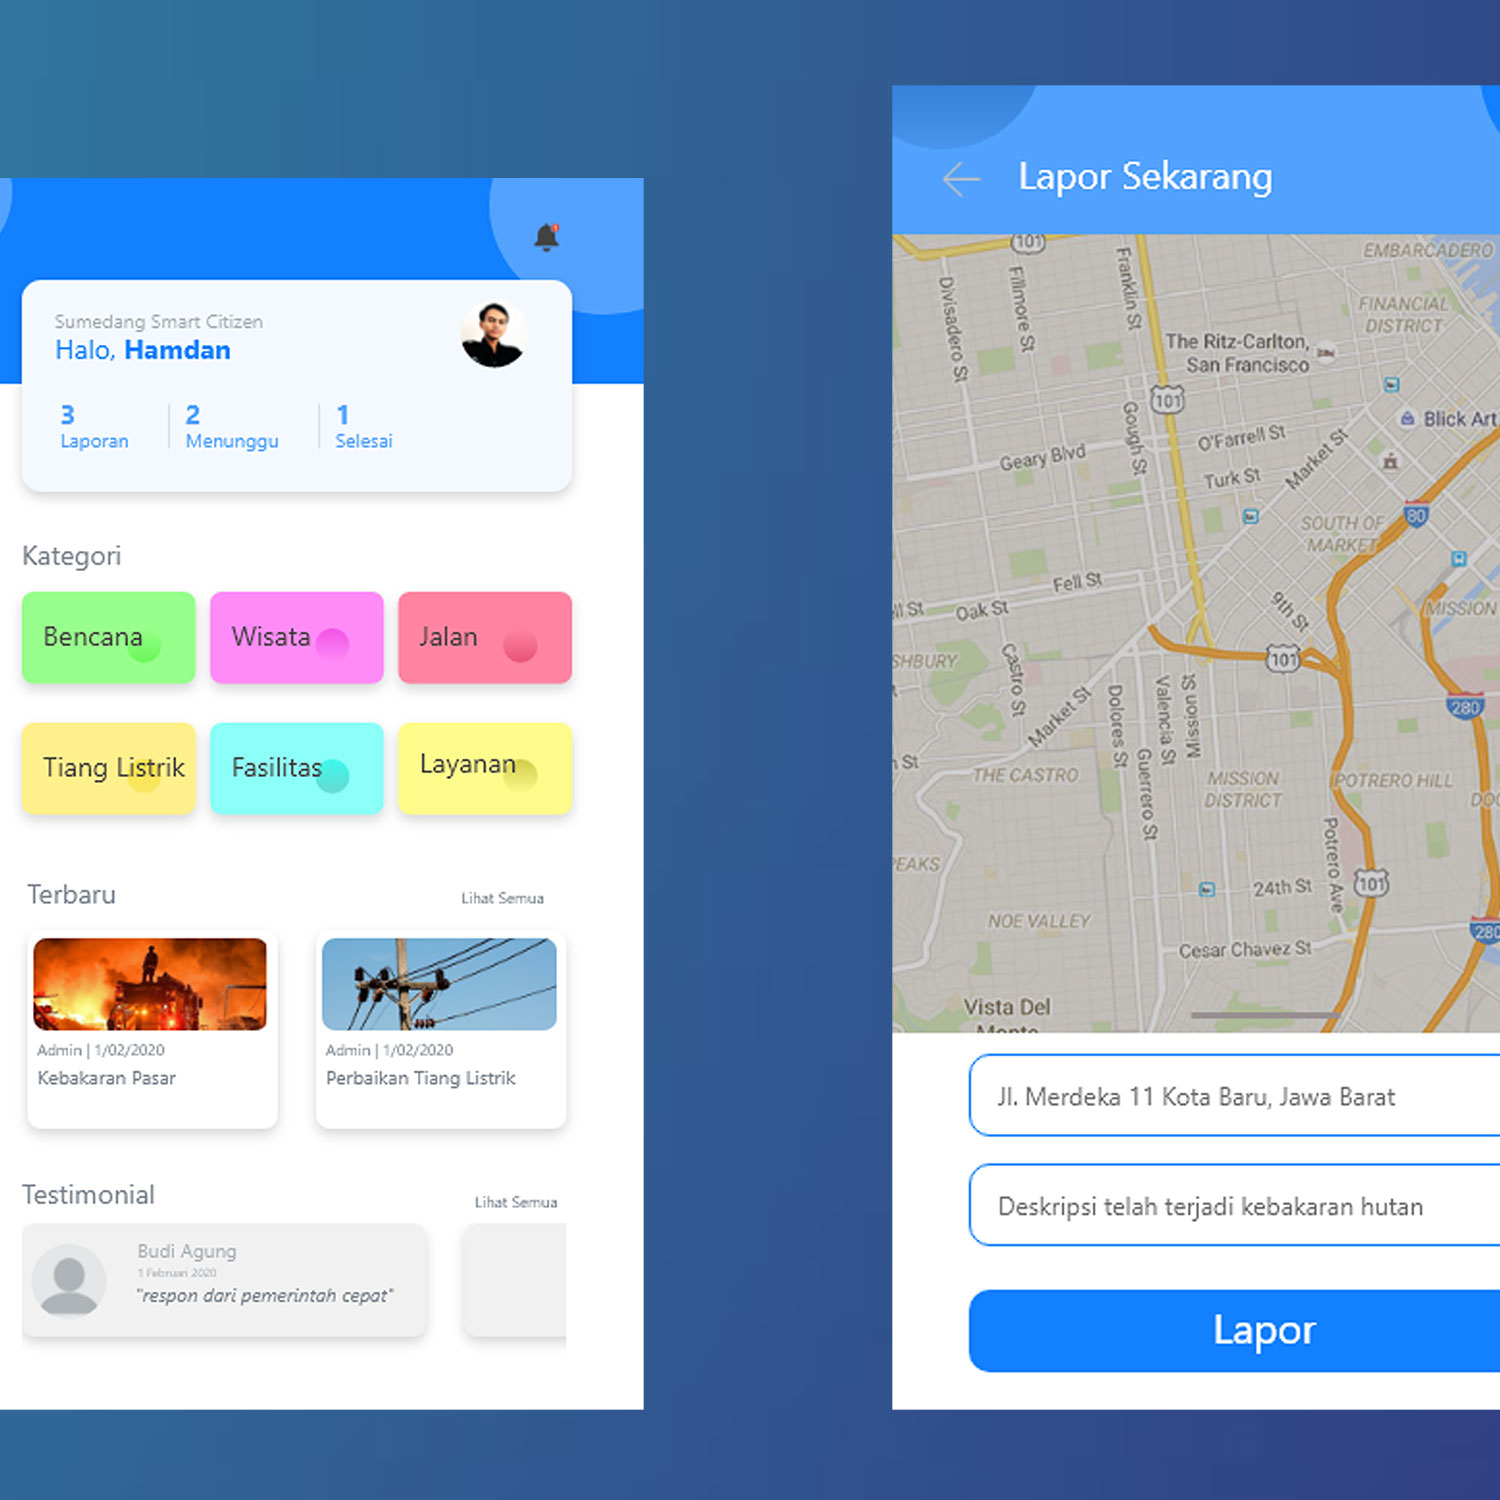 Sumedang Smart Citizen
Halo, Hamdan
3
Laporan
2
Menunggu
1
Selesai
Kategori
Bencana
Wisata
Jalan
Tiang Listrik
Fasilitas
Layanan
Terbaru
Lihat Semua
Admin | 1/02/2020
Kebakaran Pasar
Admin | 1/02/2020
Perbaikan Tiang Listrik
Testimonial
Lihat Semua
Budi Agung
1 Februari 2020
"respon dari pemerintah cepat"
Lapor Sekarang
101
EMBARCADERO
Divisadero St
Fillmore St
Franklin St
FINANCIAL
DISTRICT
The Ritz-Carlton,
San Francisco
101
Gough St
Blick Art
O'Farrell St
Geary Blvd
Market St
Turk St
80
SOUTH OF
MARKET
Fell St
Oak St
9th St
MISSION
101
Castro St
Market St
Dolores St
Valencia St
Mission St
280
Guerrero St
THE CASTRO
MISSION
DISTRICT
POTRERO HILL
Potrero Ave
24th St
101
NOE VALLEY
280
Cesar Chavez St
Vista Del
Monte
Jl. Merdeka 11 Kota Baru, Jawa Barat
Deskripsi telah terjadi kebakaran hutan
Lapor